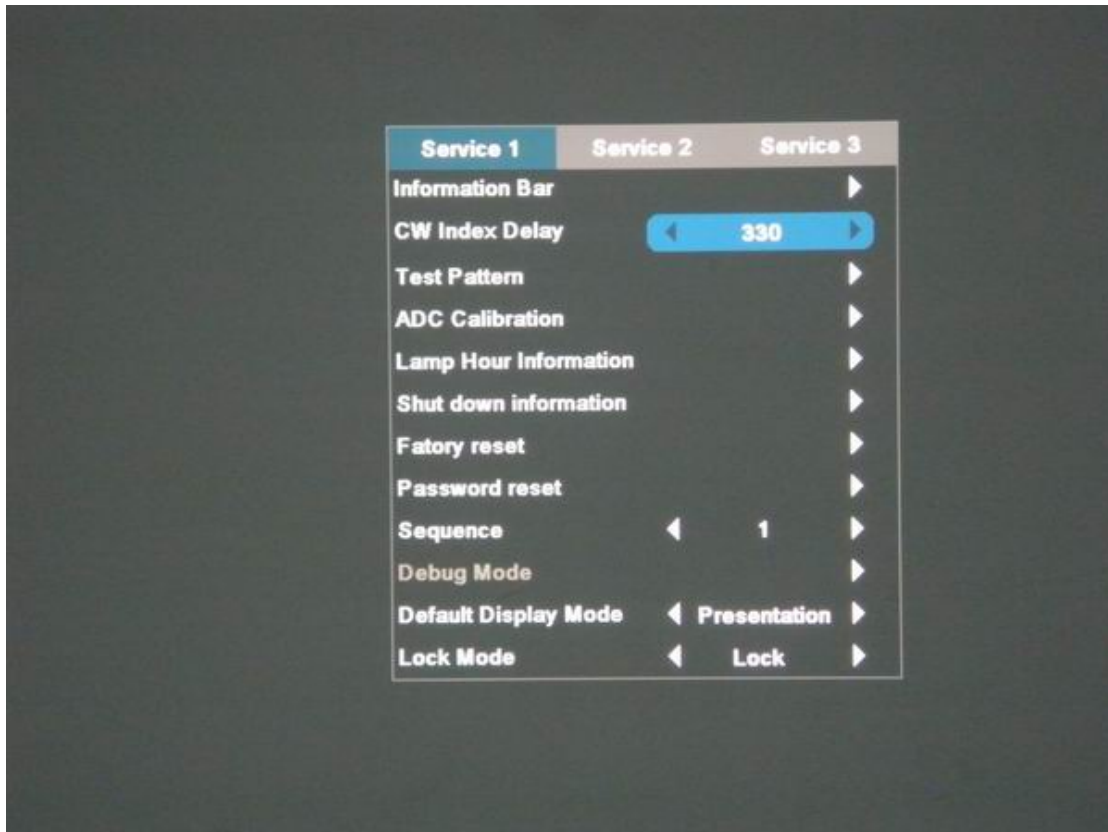 Service 1 Service 2 Service 3
Information Bar
CW Index Delay 330
Test Pattern
ADC Calibration
Lamp Hour Information
Shut down information
Fatory reset
Password reset
Sequence 1
Debug Mode
Default Display Mode Presentation
Lock Mode Lock